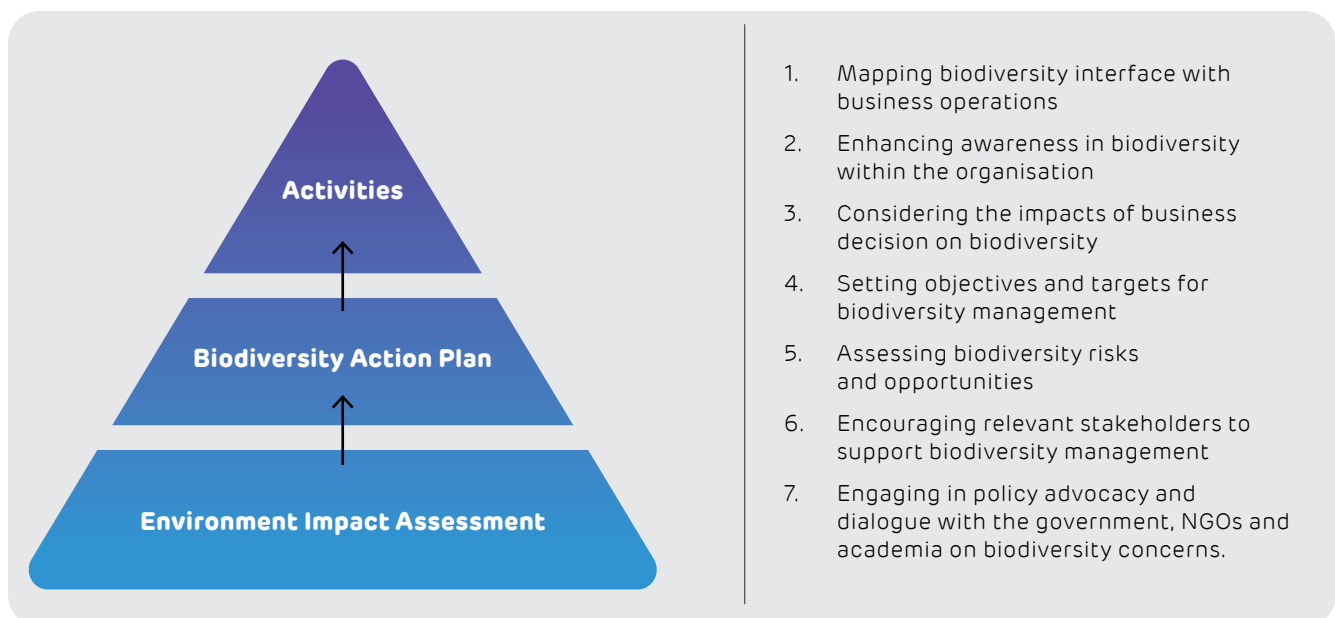 Activities
Biodiversity Action Plan
Environment Impact Assessment
1. Mapping biodiversity interface with
business operations
2. Enhancing awareness in biodiversity
within the organisation
3. Considering the impacts of business
decision on biodiversity
4. Setting objectives and targets for
biodiversity management
5. Assessing biodiversity risks
and opportunities
6. Encouraging relevant stakeholders to
support biodiversity management
7. Engaging in policy advocacy and
dialogue with the government, NGOs and
academia on biodiversity concerns.